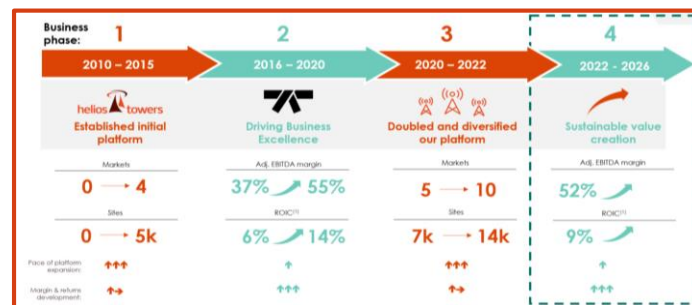 Business phase:
1
2
3
4
2010 – 2015
2016 – 2020
2020 – 2022
2022 - 2026
helios towers
Established initial platform
Driving Business Excellence
Doubled and diversified our platform
Sustainable value creation
Markets
Adj. EBITDA margin
Markets
Adj. EBITDA margin
0 → 4
37% 55%
5 → 10
52%
Sites
ROIC(1)
Sites
ROIC(1)
0 → 5k
6% 14%
7k → 14k
9%
Pace of platform expansion:
Margin & returns development: